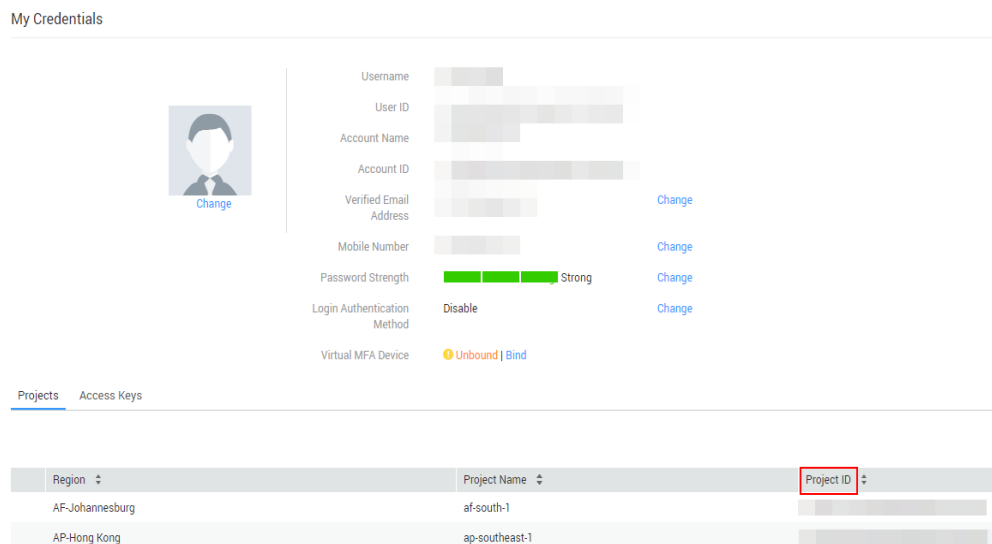 My Credentials
Username
User ID
Account Name
Account ID
Verified Email Address
Change
Change
Mobile Number
Change
Password Strength
Strong
Change
Login Authentication Method
Disable
Change
Virtual MFA Device
Unbound | Bind
Projects Access Keys
Region Project Name Project ID
AF-Johannesburg af-south-1
AP-Hong Kong ap-southeast-1